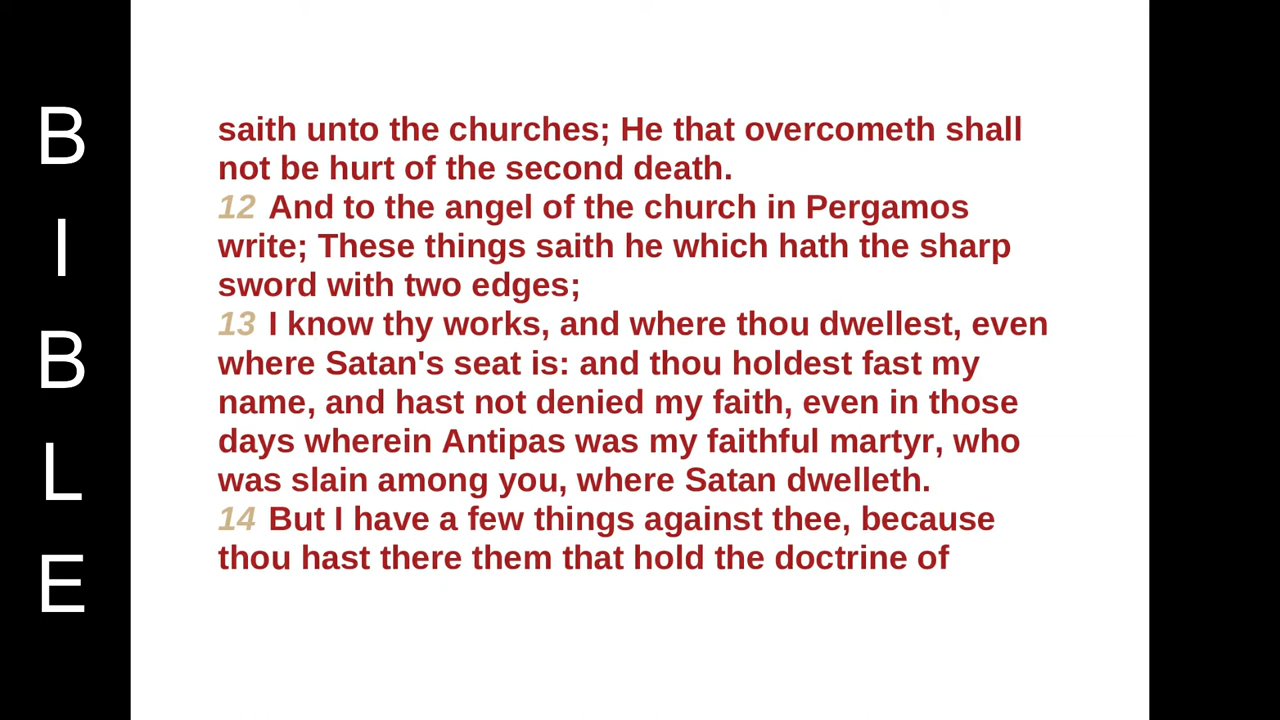 B
I
B
L
E
saith unto the churches; He that overcometh shall
not be hurt of the second death.
12 And to the angel of the church in Pergamos
write; These things saith he which hath the sharp
sword with two edges;
13 I know thy works, and where thou dwellest, even
where Satan's seat is: and thou holdest fast my
name, and hast not denied my faith, even in those
days wherein Antipas was my faithful martyr, who
was slain among you, where Satan dwelleth.
14 But I have a few things against thee, because
thou hast there them that hold the doctrine of